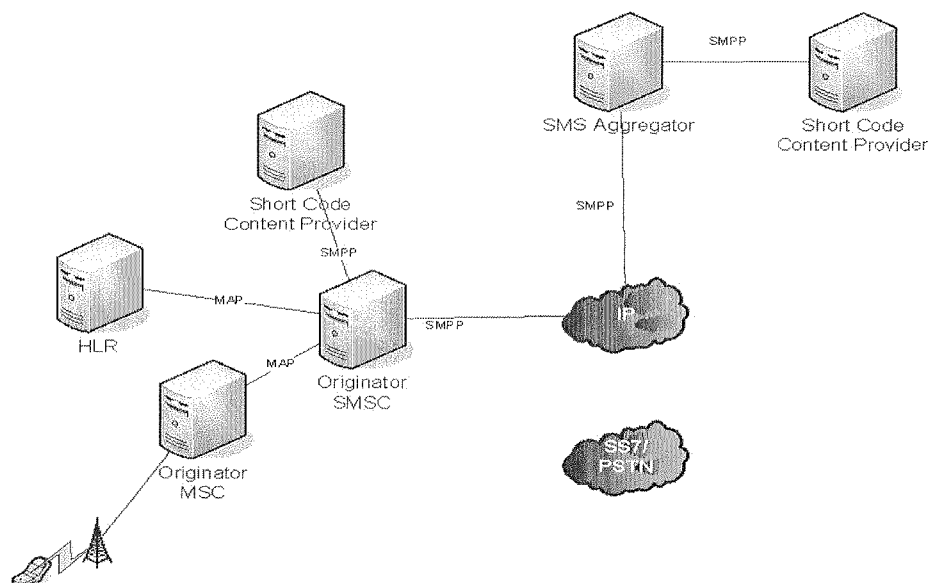 SMPP
SMS Aggregator
Short Code
Content Provider
SMPP
Short Code
Content Provider
SMPP
MAP
HLR
SMPP
IP
MAP
Originator
SMSC
SS7/
PSTN
Originator
MSC